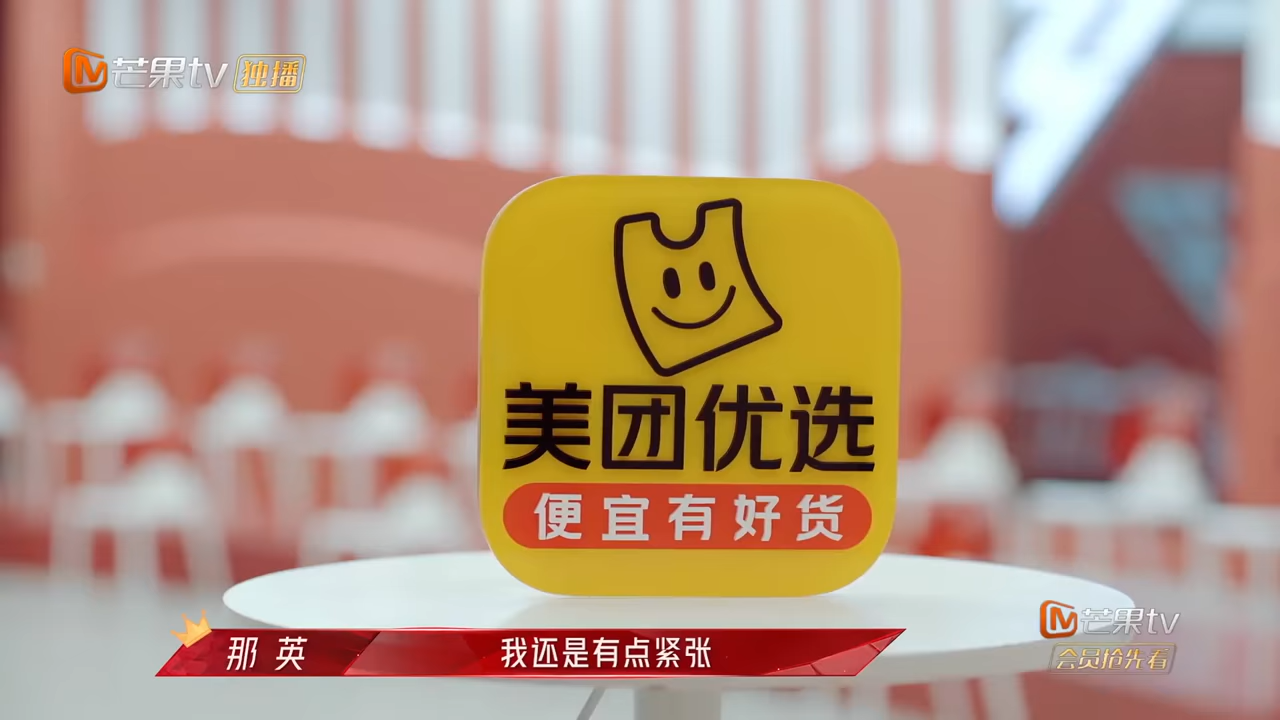 芒果tv 独播
美团优选
便宜有好货
那英 我还是有点紧张
芒果tv
会员抢先看